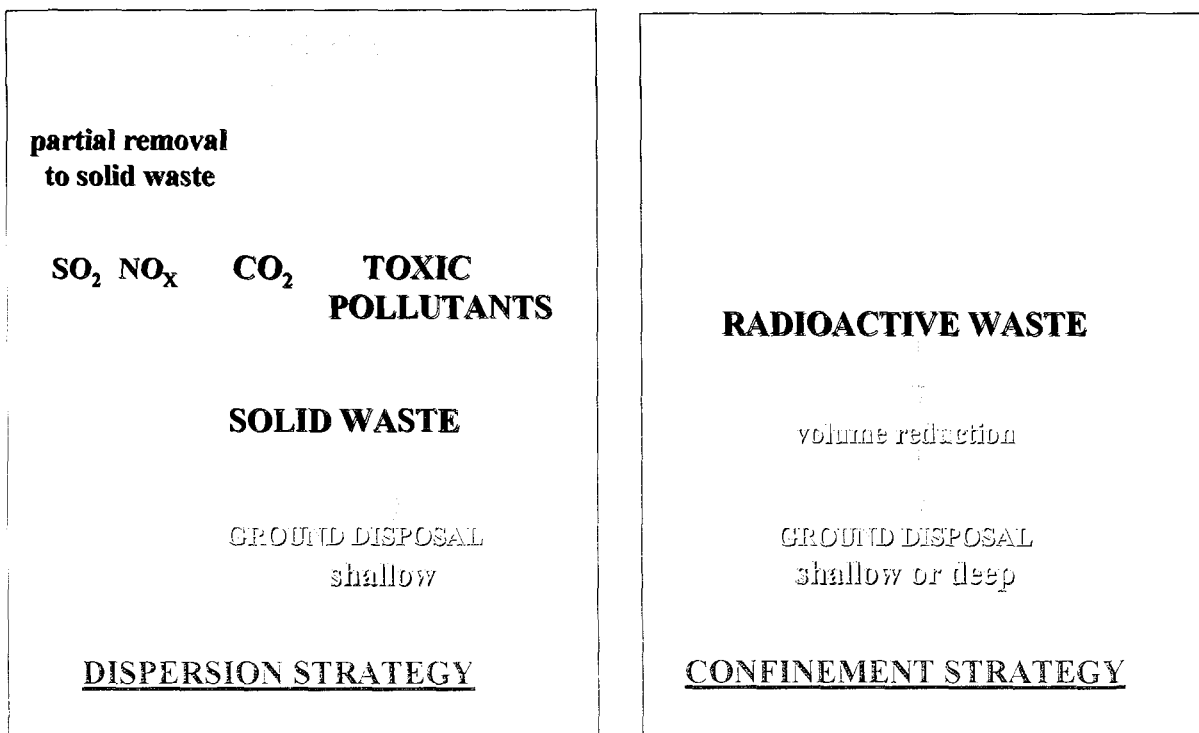 partial removal
to solid waste
SO₂ NOₓ CO₂ TOXIC
POLLUTANTS
SOLID WASTE
GROUND DISPOSAL
shallow
DISPERSION STRATEGY
RADIOACTIVE WASTE
volume reduction
GROUND DISPOSAL
shallow or deep
CONFINEMENT STRATEGY